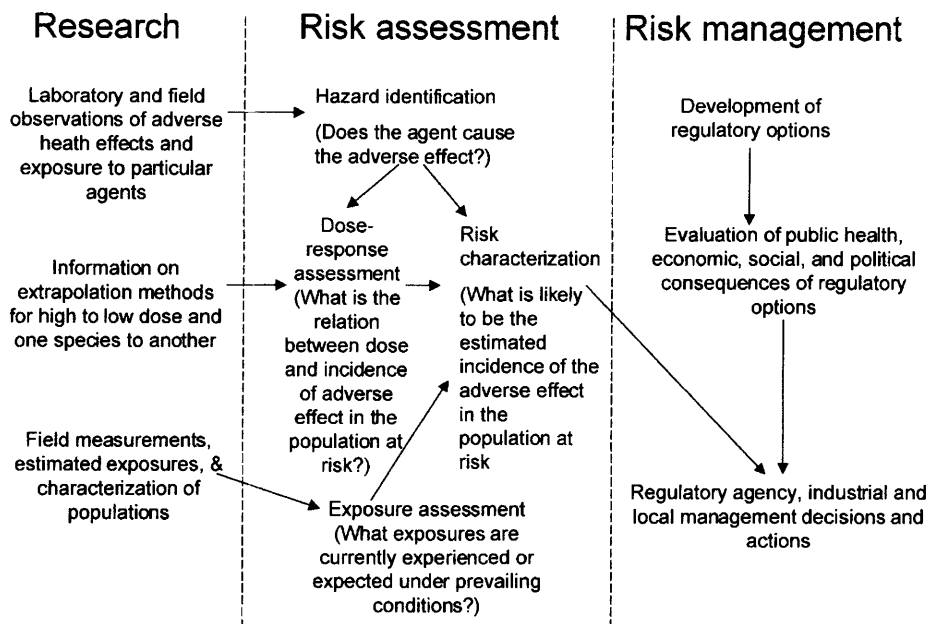 Research
Risk assessment
Risk management
Laboratory and field
observations of adverse
heath effects and
exposure to particular
agents
Information on
extrapolation methods
for high to low dose and
one species to another
Field measurements,
estimated exposures, &
characterization of
populations
Hazard identification
(Does the agent cause
the adverse effect?)
Dose-
response
assessment
(What is the
relation
between dose
and incidence
of adverse
effect in the
population at
risk?)
Risk
characterization
(What is likely
to be the
estimated
incidence of the
adverse effect
in the
population at
risk
Exposure assessment
(What exposures are
currently experienced or
expected under prevailing
conditions?)
Development of
regulatory options
Evaluation of public health,
economic, social, and political
consequences of regulatory
options
Regulatory agency, industrial and
local management decisions and
actions